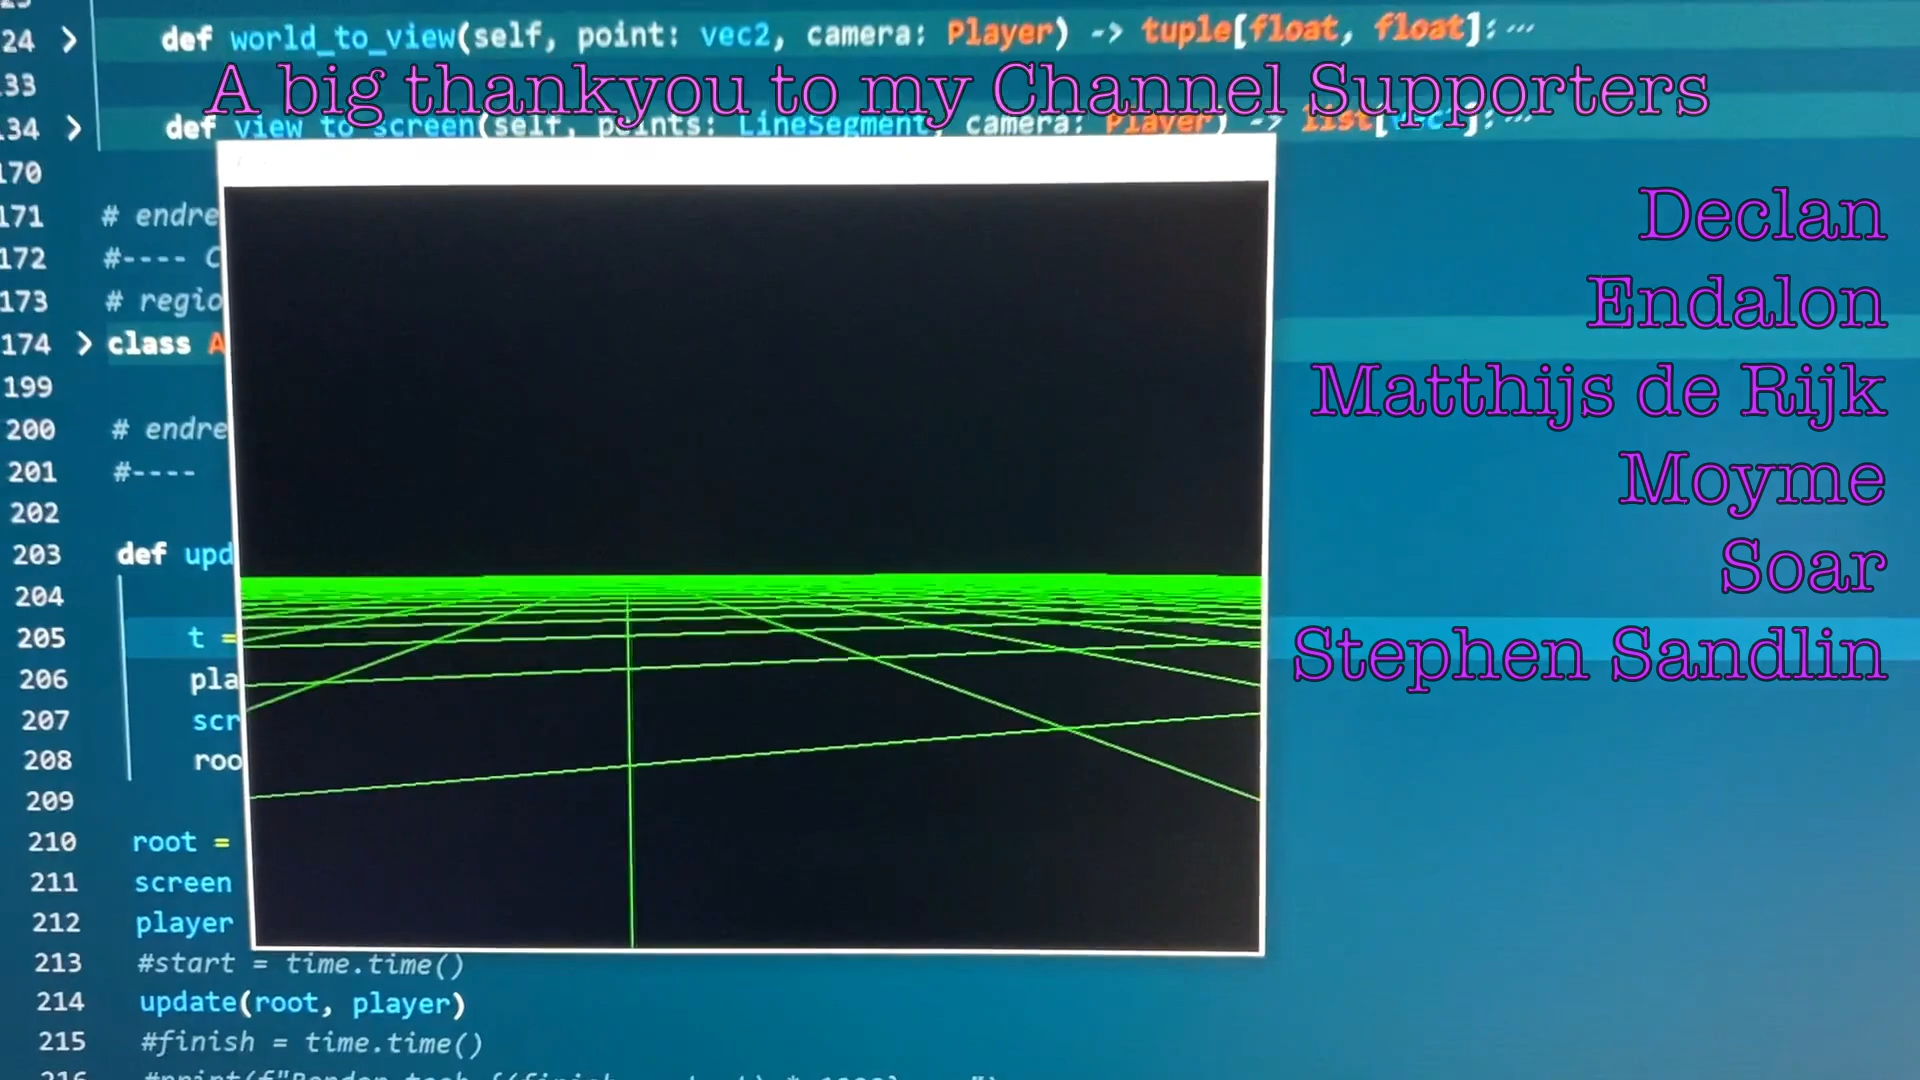 24 > def world_to_view(self, point: vec2, camera: Player) -> tuple[float, float]:···
33
A big thankyou to my Channel Supporters
34 > def view_to_screen(self, points: LineSegment, camera: Player) -> list[vec2]:···
170
171 # endre
172 #---- C
173 # regio
174 > class A
199
200 # endre
201 #----
202
203 def upd
204
205 t =
206 pla
207 scr
208 roo
209
210 root =
211 screen
212 player
213 #start = time.time()
214 update(root, player)
215 #finish = time.time()
216
Declan
Endalon
Matthijs de Rijk
Moyme
Soar
Stephen Sandlin